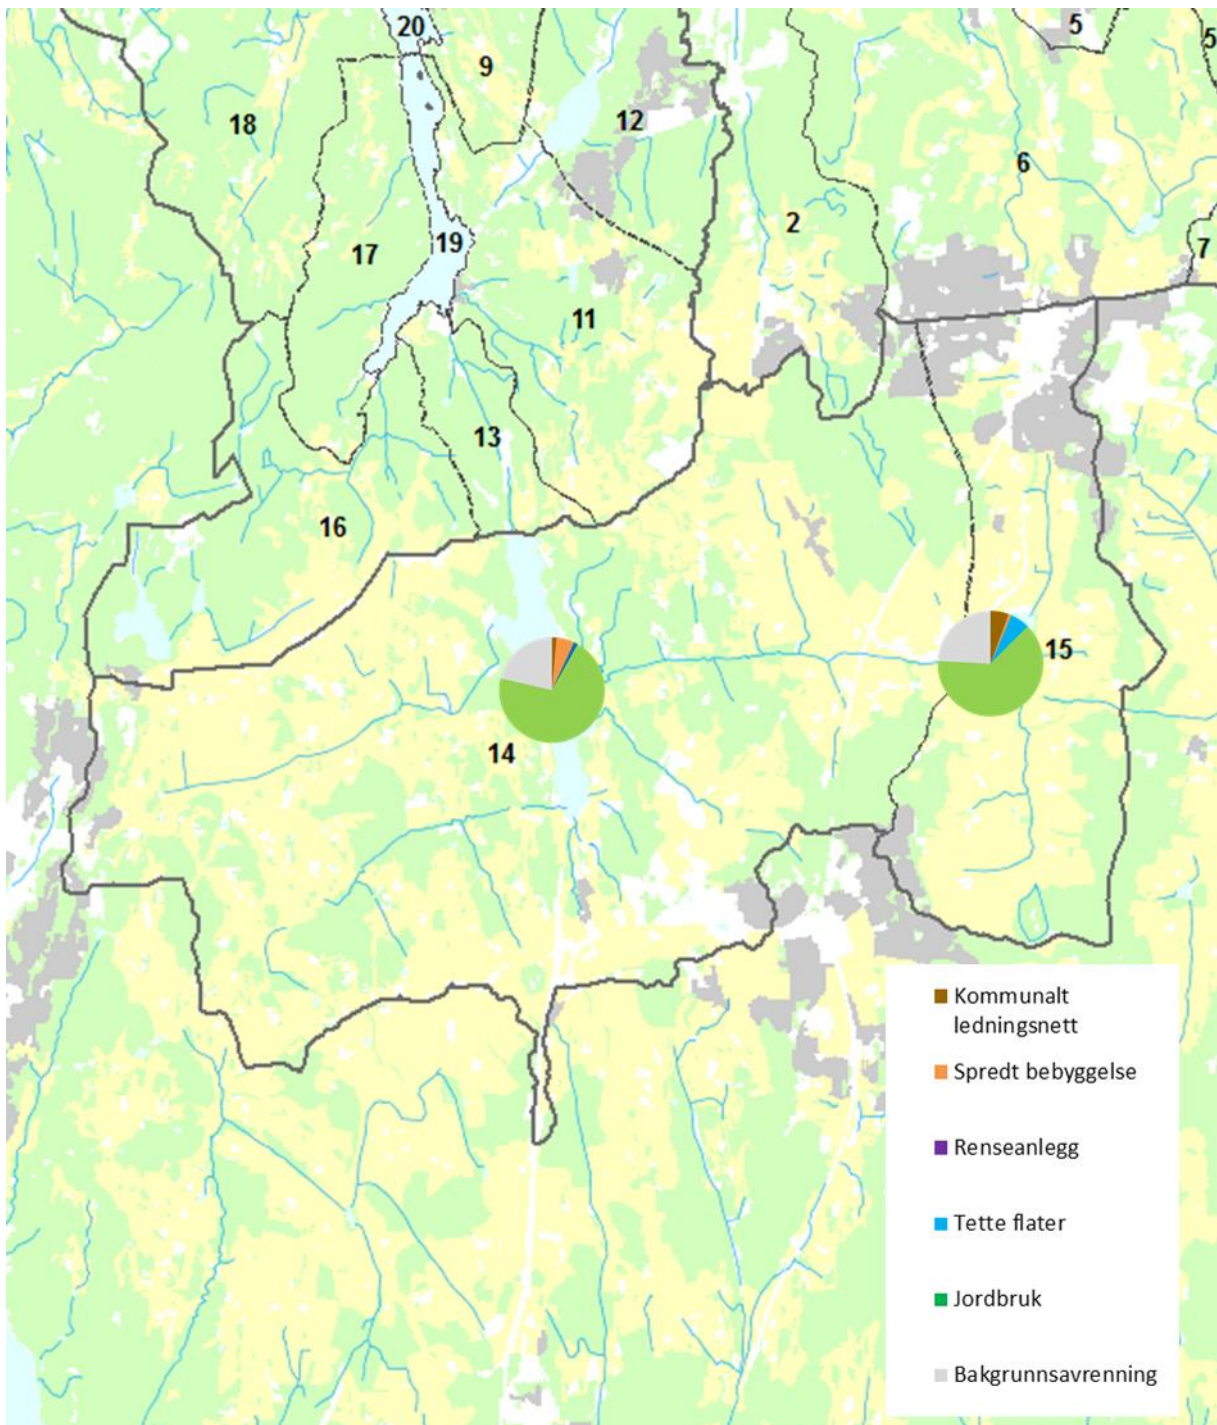 20
5
5
9
18
12
6
2
19
17
7
11
13
16
15
14
Kommunalt
ledningsnett
Spredt bebyggelse
Renseanlegg
Tette flater
Jordbruk
Bakgrunnsavrenning